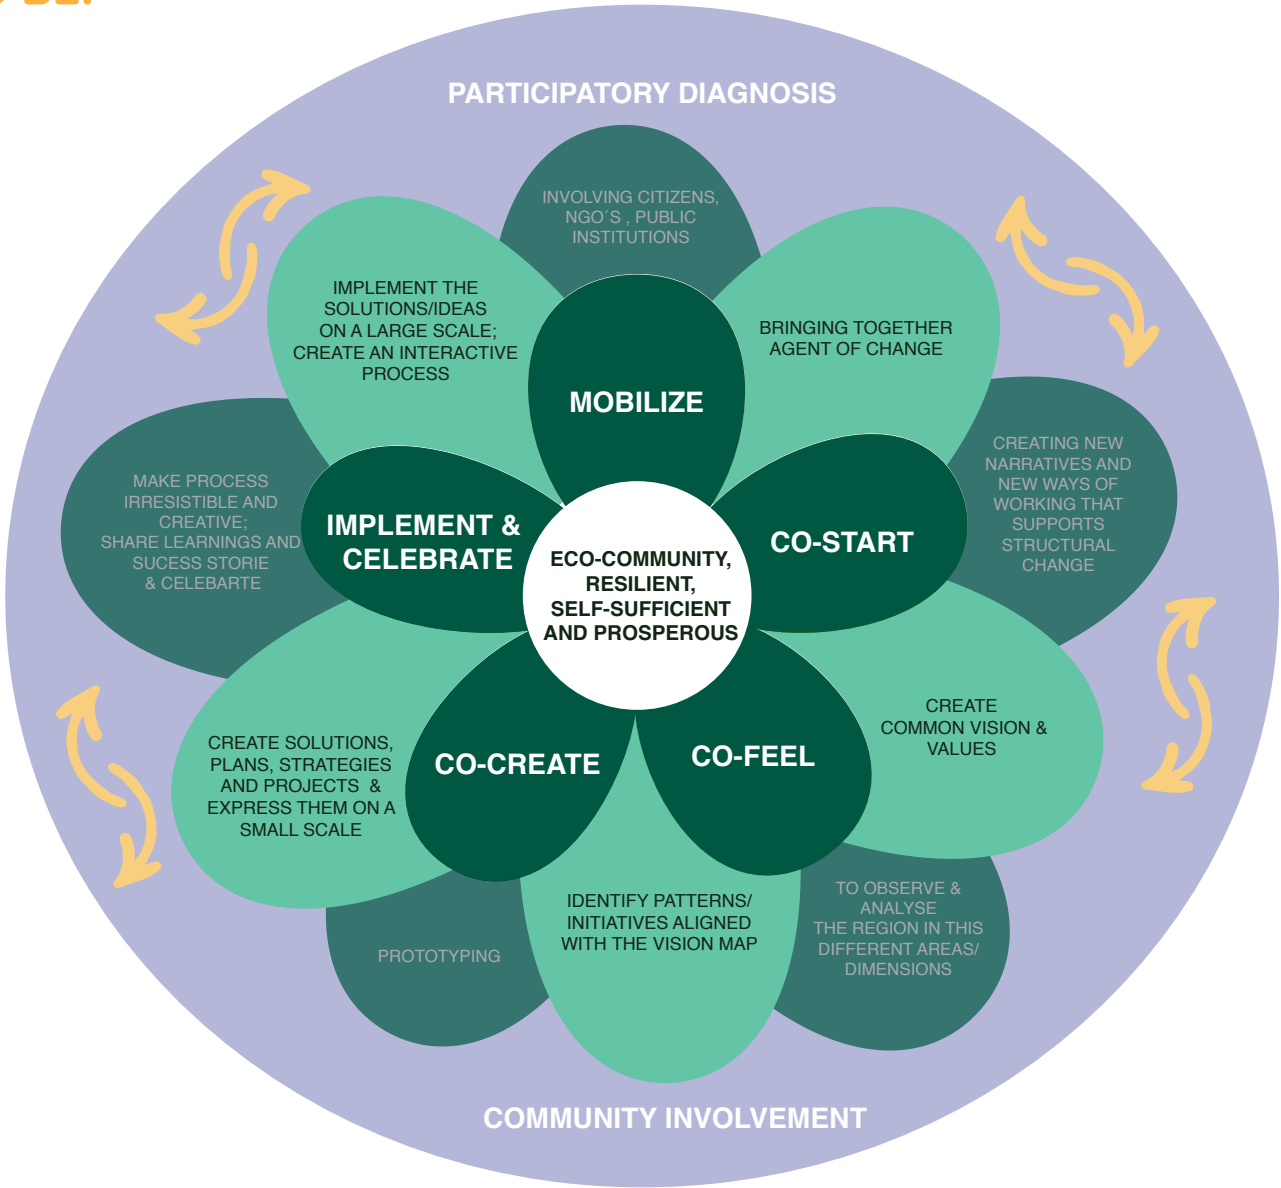 PARTICIPATORY DIAGNOSIS
INVOLVING CITIZENS,
NGO´S , PUBLIC
INSTITUTIONS
IMPLEMENT THE
SOLUTIONS/IDEAS
ON A LARGE SCALE;
CREATE AN INTERACTIVE
PROCESS
BRINGING TOGETHER
AGENT OF CHANGE
MOBILIZE
CREATING NEW
NARRATIVES AND
NEW WAYS OF
WORKING THAT
SUPPORTS
STRUCTURAL
CHANGE
MAKE PROCESS
IRRESISTIBLE AND
CREATIVE;
SHARE LEARNINGS AND
SUCESS STORIE
& CELEBARTE
IMPLEMENT &
CELEBRATE
CO-START
ECO-COMMUNITY,
RESILIENT,
SELF-SUFFICIENT
AND PROSPEROUS
CREATE
COMMON VISION &
VALUES
CREATE SOLUTIONS,
PLANS, STRATEGIES
AND PROJECTS  &
EXPRESS THEM ON A
SMALL SCALE
CO-CREATE
CO-FEEL
IDENTIFY PATTERNS/
INITIATIVES ALIGNED
WITH THE VISION MAP
TO OBSERVE &
ANALYSE
THE REGION IN THIS
DIFFERENT AREAS/
DIMENSIONS
PROTOTYPING
COMMUNITY INVOLVEMENT